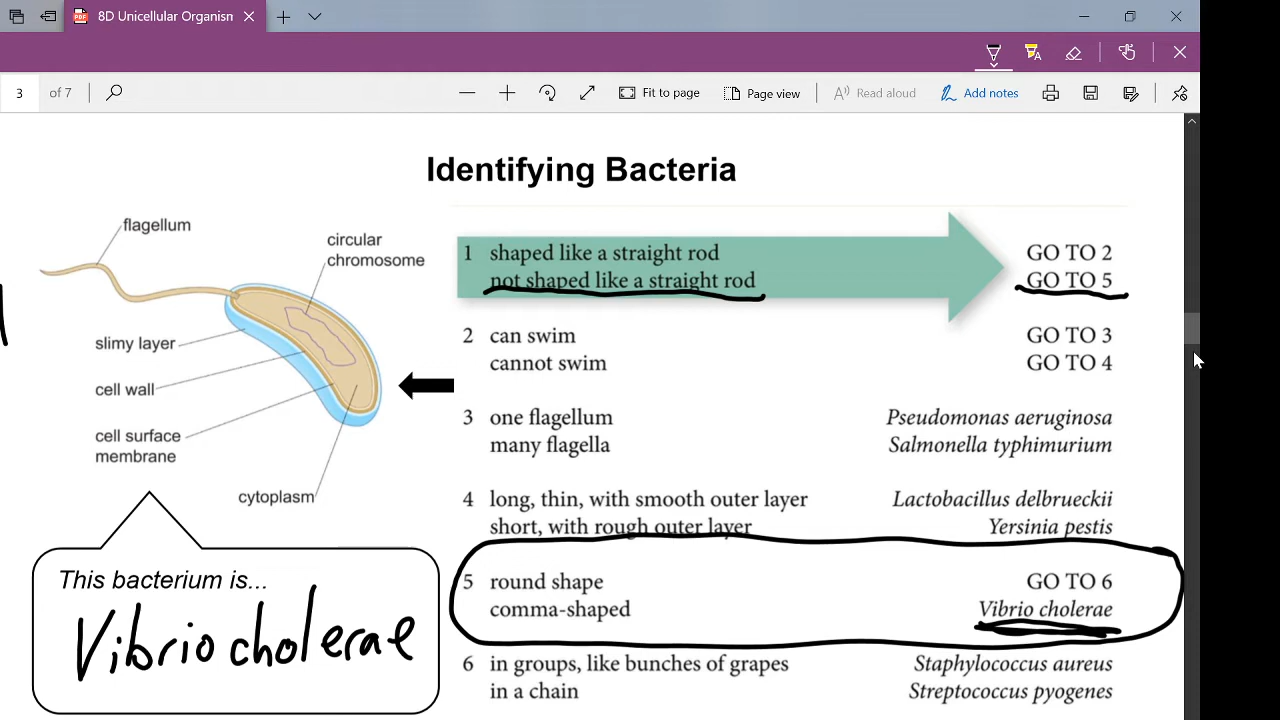 8D Unicellular Organism
3 of 7
Fit to page
Page view
Read aloud
Add notes
Identifying Bacteria
flagellum
circular
chromosome
slimy layer
cell wall
cell surface
membrane
cytoplasm
This bacterium is...
Vibrio cholerae
1 shaped like a straight rod GO TO 2
not shaped like a straight rod GO TO 5
2 can swim GO TO 3
cannot swim GO TO 4
3 one flagellum Pseudomonas aeruginosa
many flagella Salmonella typhimurium
4 long, thin, with smooth outer layer Lactobacillus delbrueckii
short, with rough outer layer Yersinia pestis
5 round shape GO TO 6
comma-shaped Vibrio cholerae
6 in groups, like bunches of grapes Staphylococcus aureus
in a chain Streptococcus pyogenes